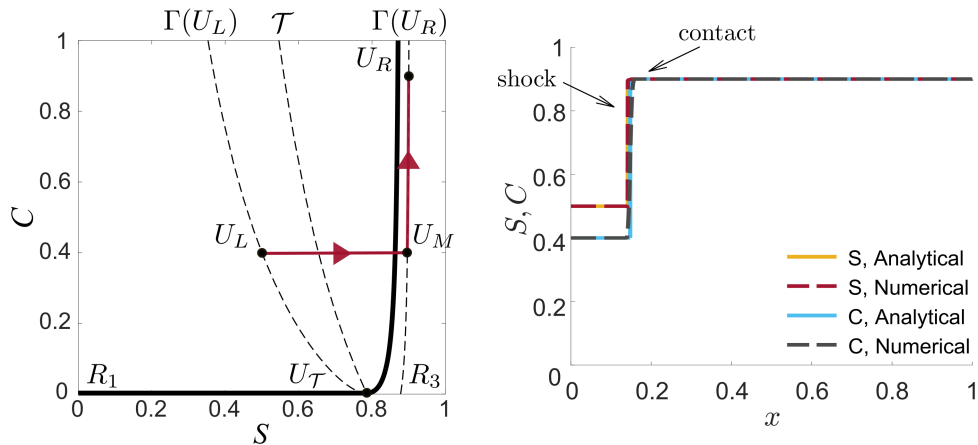 Γ(U_L) 𝒯 Γ(U_R)
1
0.8
0.6
0.4
0.2
0
C
U_R
U_L
U_M
U_𝒯
R_1
R_3
0 0.2 0.4 0.6 0.8 1
S
contact
shock
1
0.8
0.6
0.4
0.2
0
S, C
S, Analytical
S, Numerical
C, Analytical
C, Numerical
0 0.2 0.4 0.6 0.8 1
x